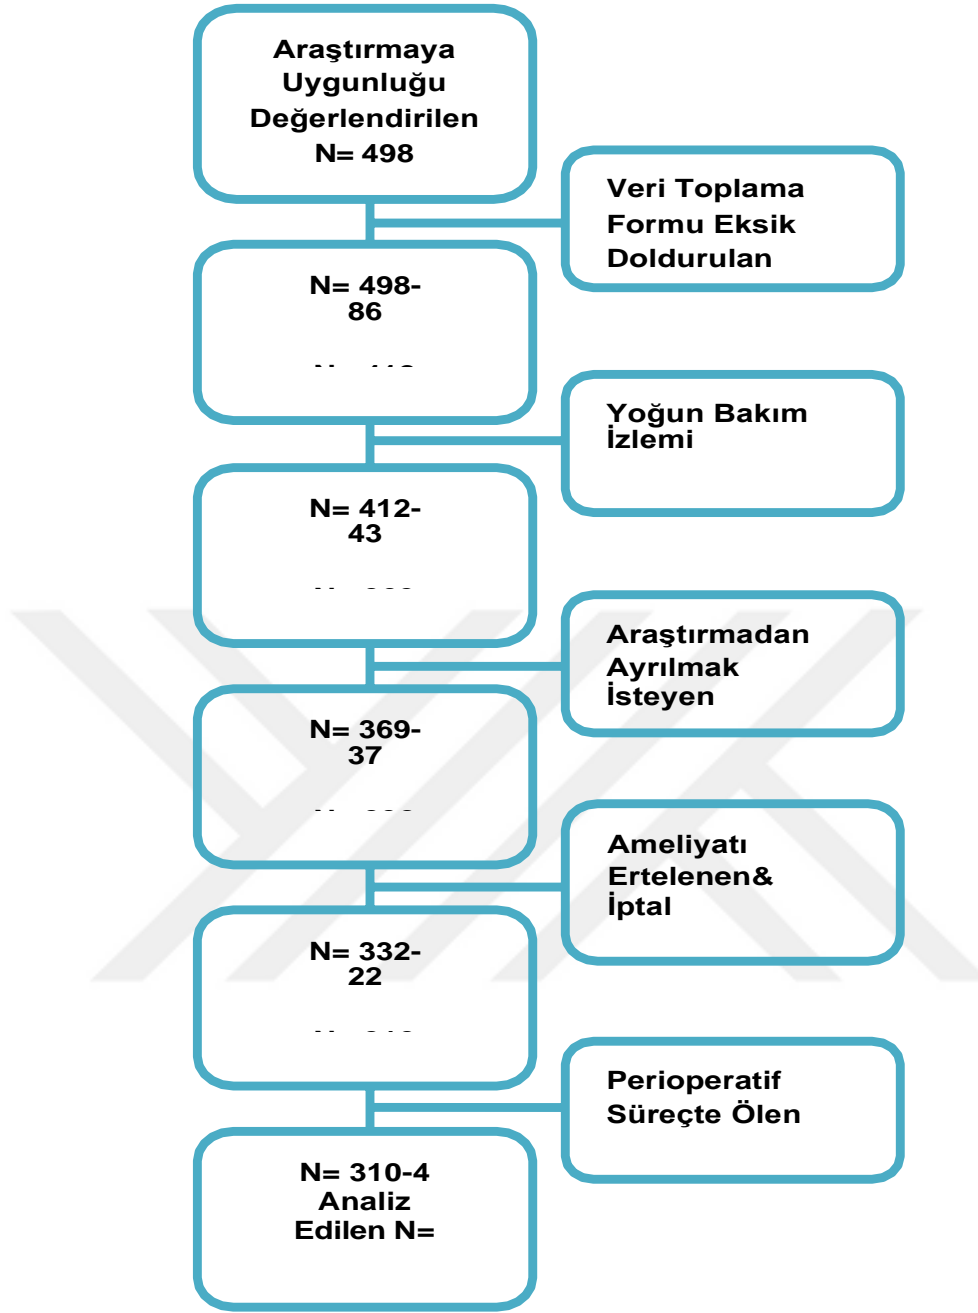 Araştırmaya
Uygunluğu
Değerlendirilen
N= 498
Veri Toplama
Formu Eksik
Doldurulan
N= 498-
86
Yoğun Bakım
İzlemi
N= 412-
43
Araştırmadan
Ayrılmak
İsteyen
N= 369-
37
Ameliyatı
Ertelenen&
İptal
N= 332-
22
Perioperatif
Süreçte Ölen
N= 310-4
Analiz
Edilen N=